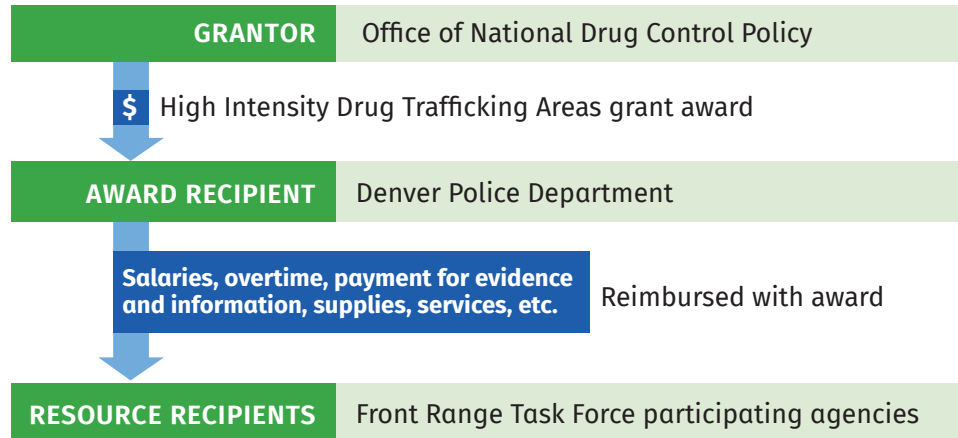 GRANTOR Office of National Drug Control Policy
$ High Intensity Drug Trafficking Areas grant award
AWARD RECIPIENT Denver Police Department
Salaries, overtime, payment for evidence
and information, supplies, services, etc.
Reimbursed with award
RESOURCE RECIPIENTS Front Range Task Force participating agencies